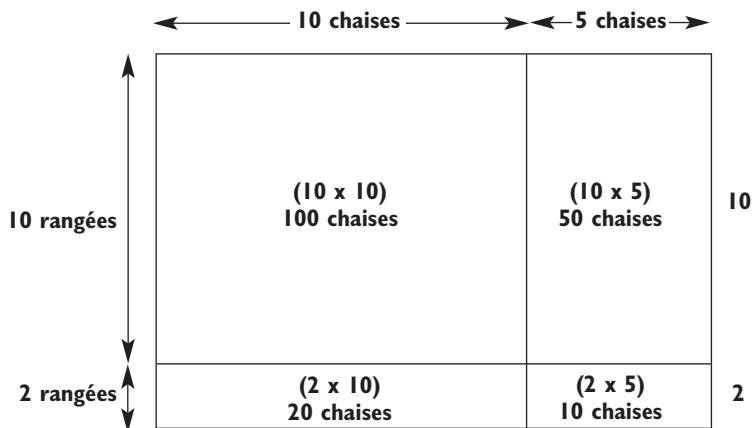 10 chaises 5 chaises
(10 x 10) (10 x 5)
10 rangées 100 chaises 50 chaises 10
(2 x 10) (2 x 5)
2 rangées 20 chaises 10 chaises 2